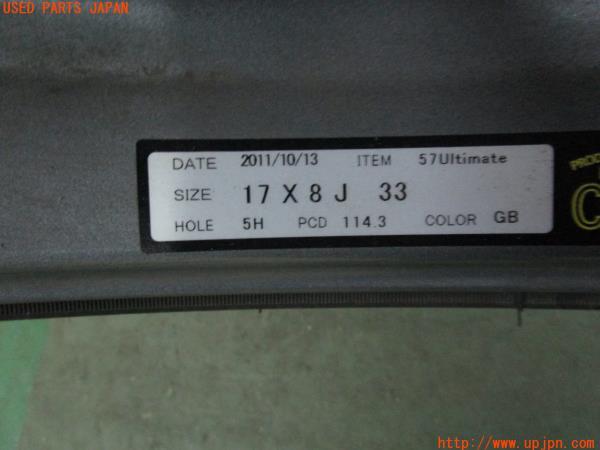 USED PARTS JAPAN
DATE 2011/10/13 ITEM 57Ultimate
SIZE 17 X 8 J 33
HOLE 5H PCD 114.3 COLOR GB
http://www.upjpn.com/